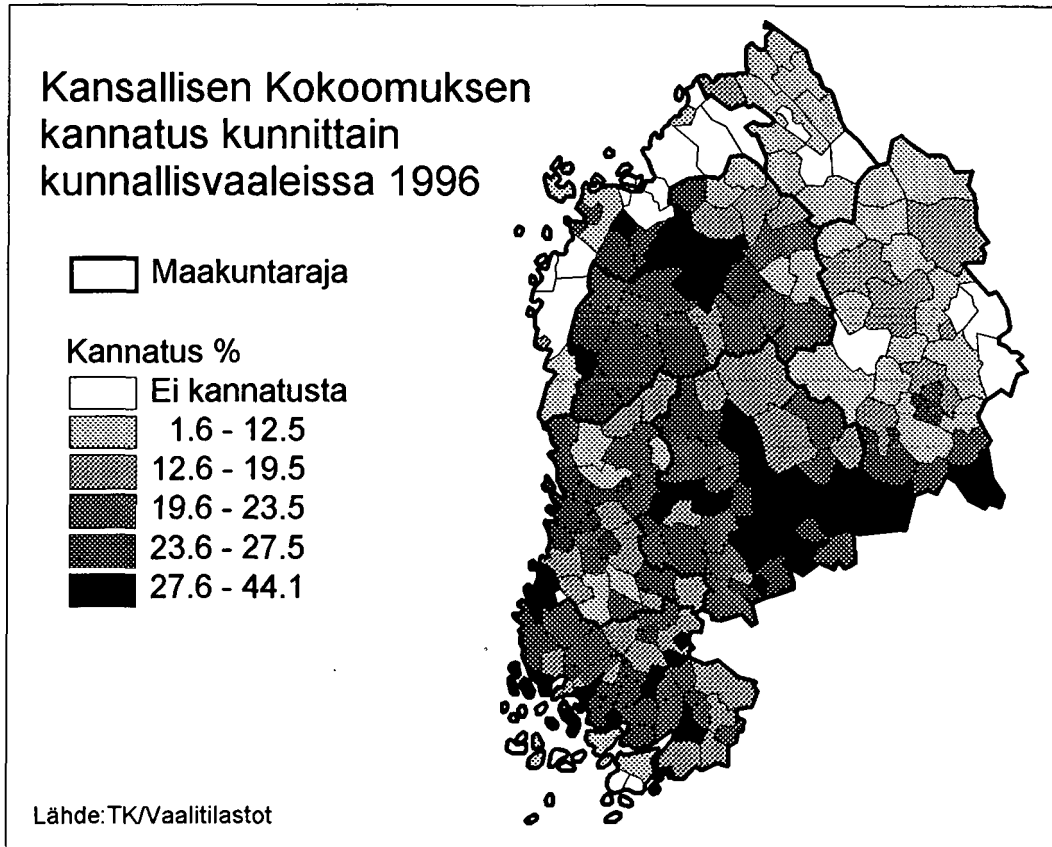 Kansallisen Kokoomuksen
kannatus kunnittain
kunnallisvaaleissa 1996
Maakuntaraja
Kannatus %
Ei kannatusta
1.6 - 12.5
12.6 - 19.5
19.6 - 23.5
23.6 - 27.5
27.6 - 44.1
Lähde:TK/Vaalitilastot